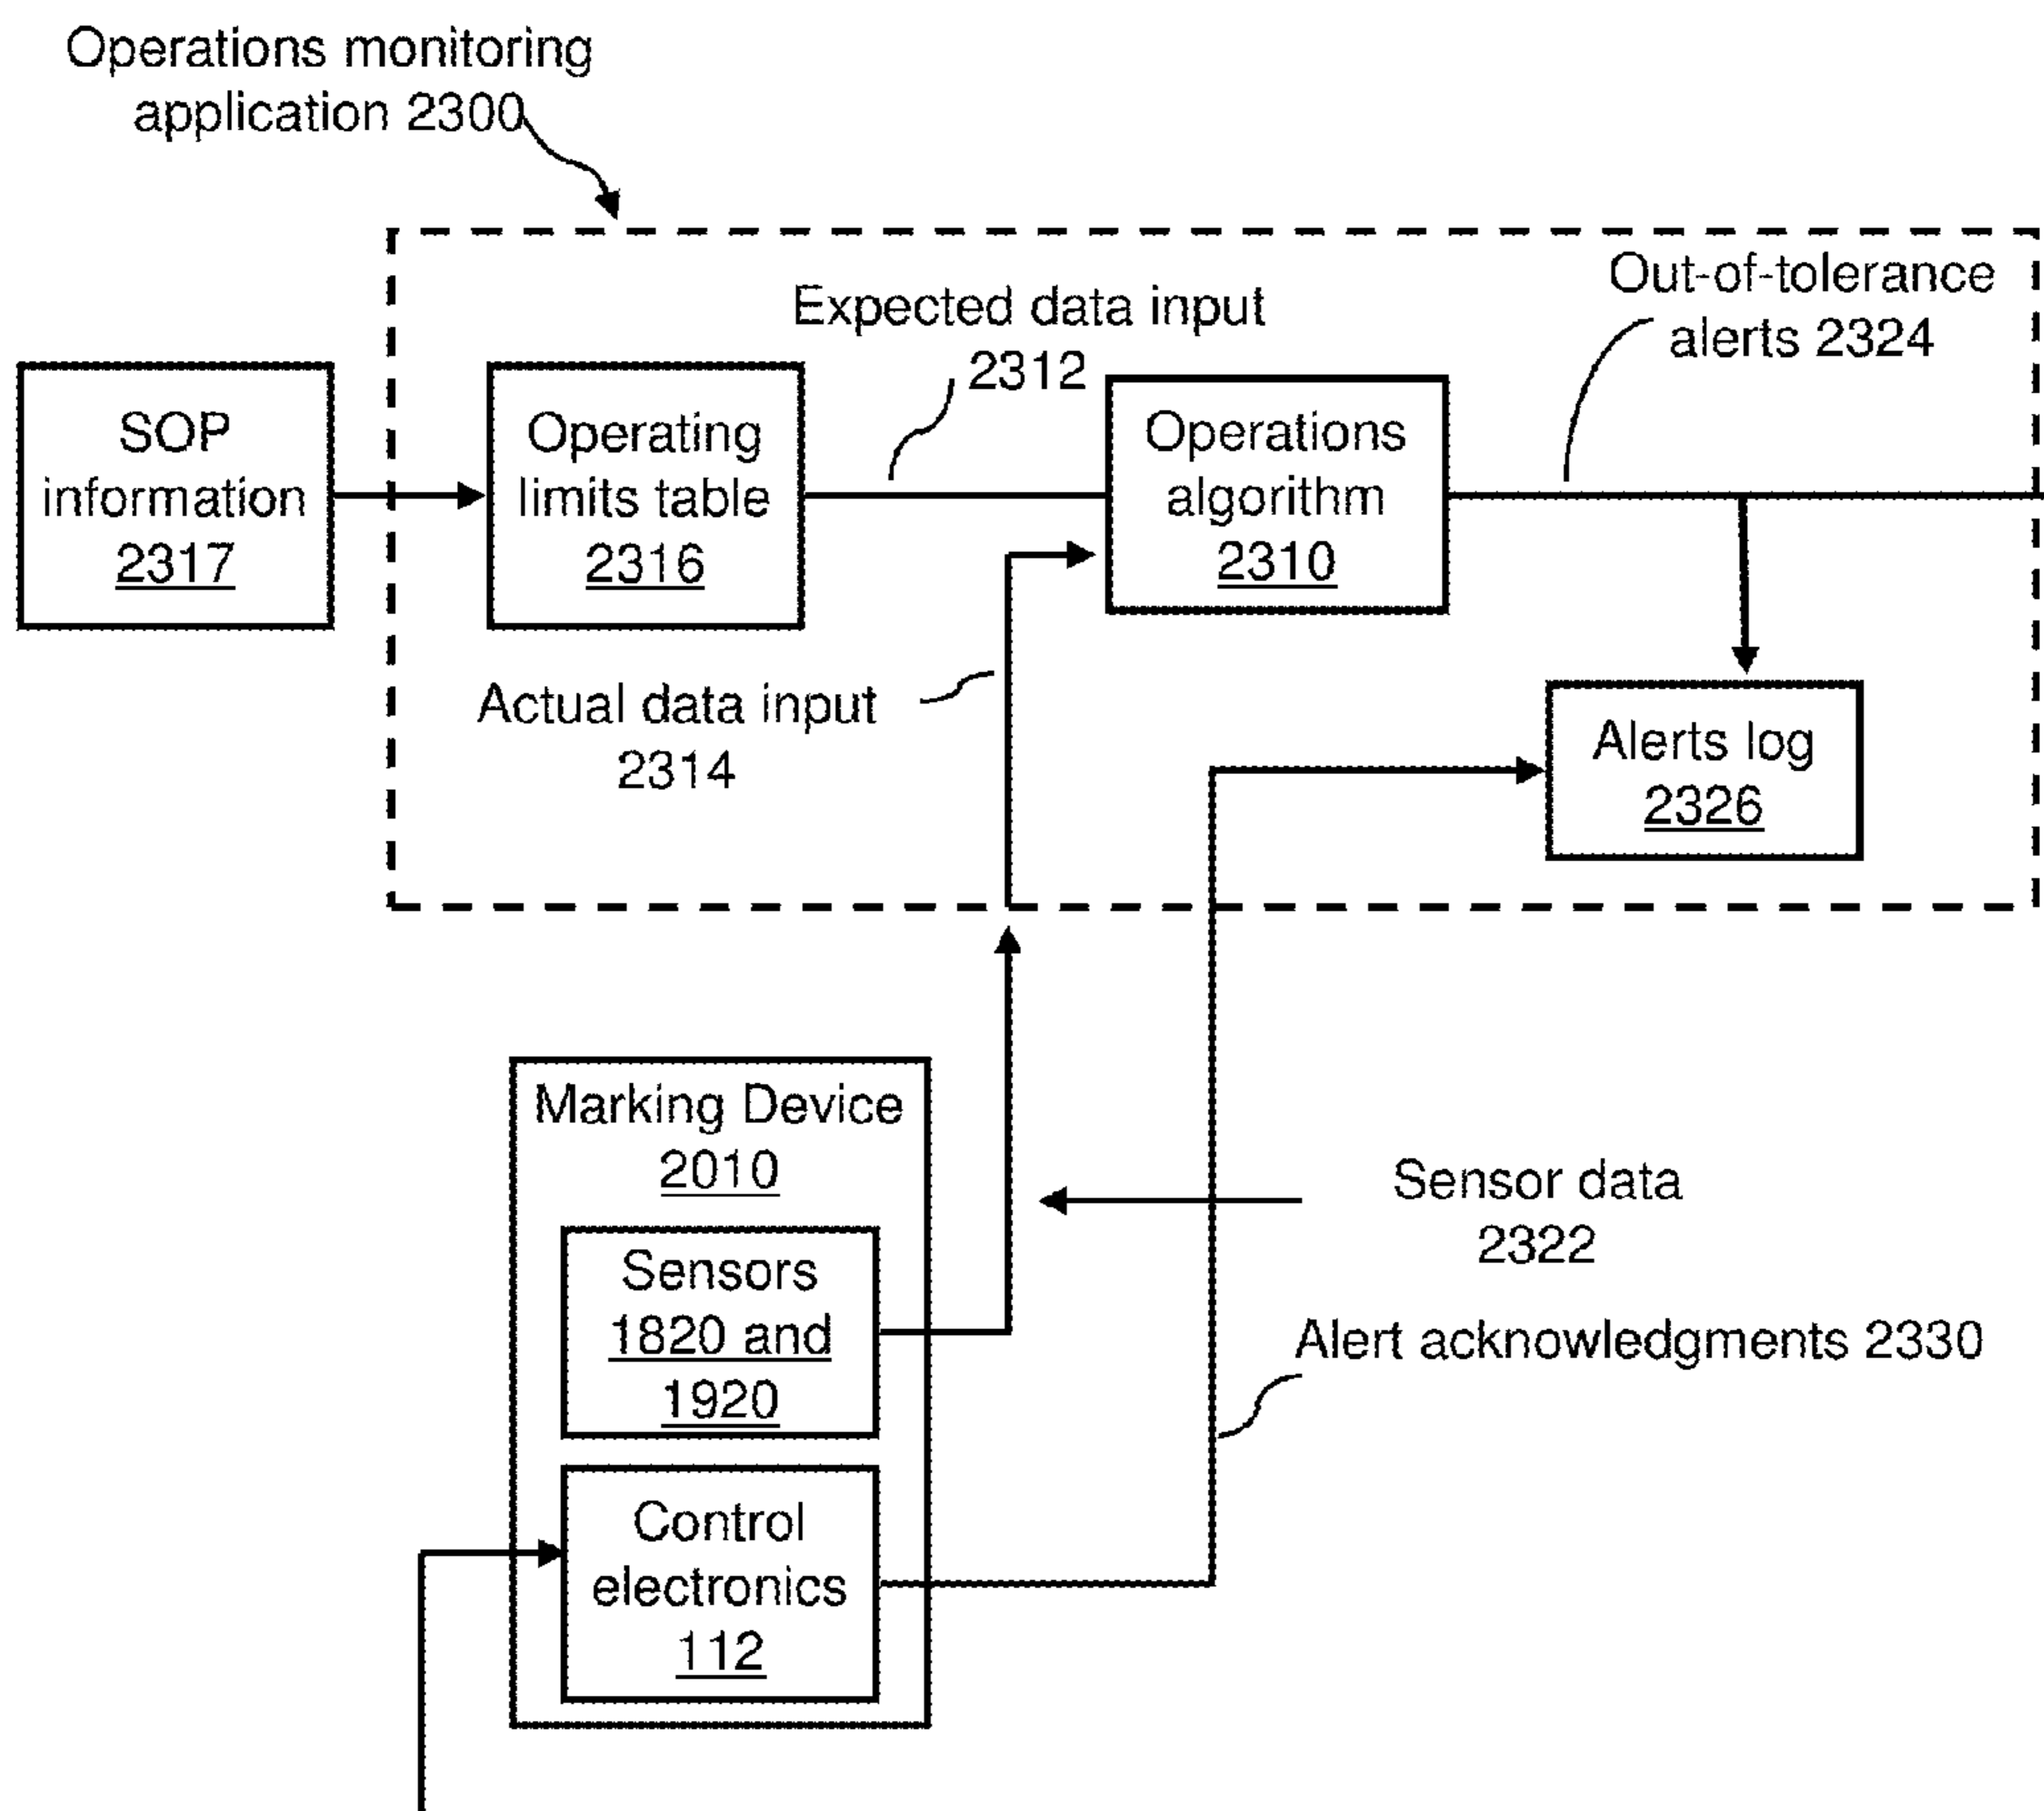 Operations monitoring
application 2300
Out-of-tolerance
alerts 2324
Expected data input
2312
SOP
information
2317
Operating
limits table
2316
Operations
algorithm
2310
Actual data input
2314
Alerts log
2326
Marking Device
2010
Sensors
1820 and
1920
Sensor data
2322
Alert acknowledgments 2330
Control
electronics
112